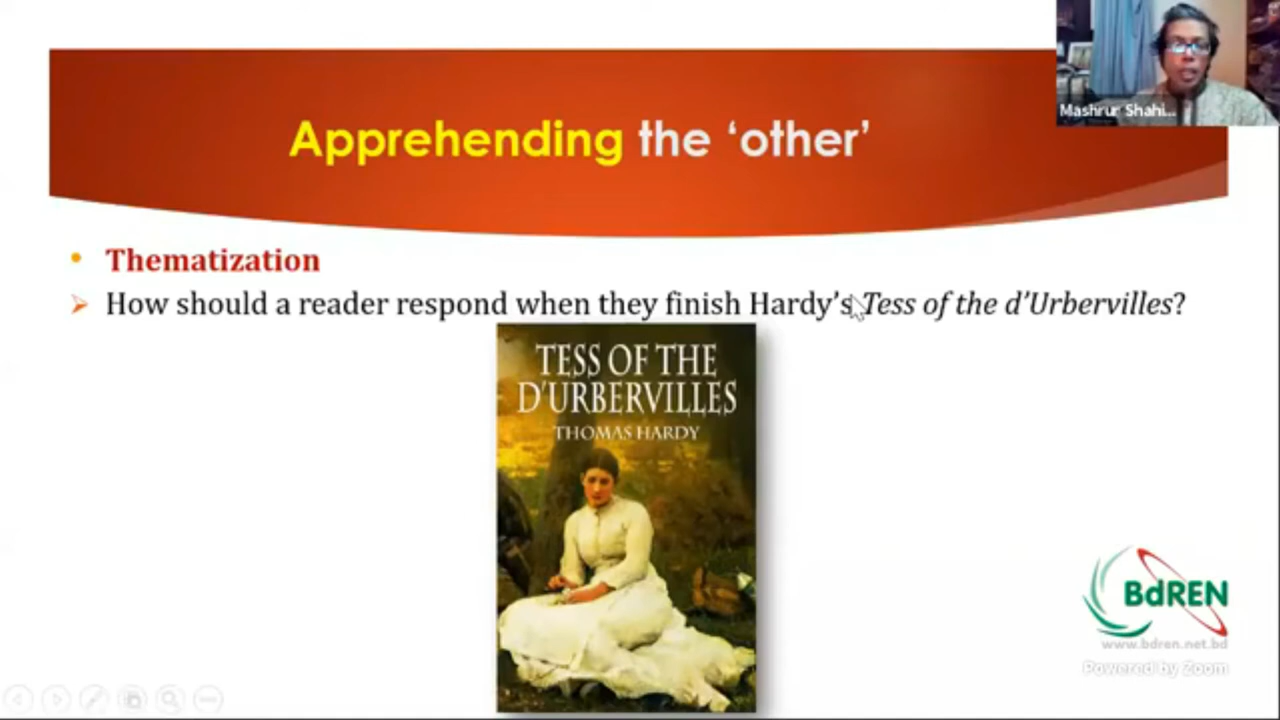 Apprehending the ‘other’
Mashrur Shahi...
• Thematization
➢ How should a reader respond when they finish Hardy’s Tess of the d’Urbervilles?
TESS OF THE
D'URBERVILLES
THOMAS HARDY
BdREN
www.bdren.net.bd
Powered by Zoom